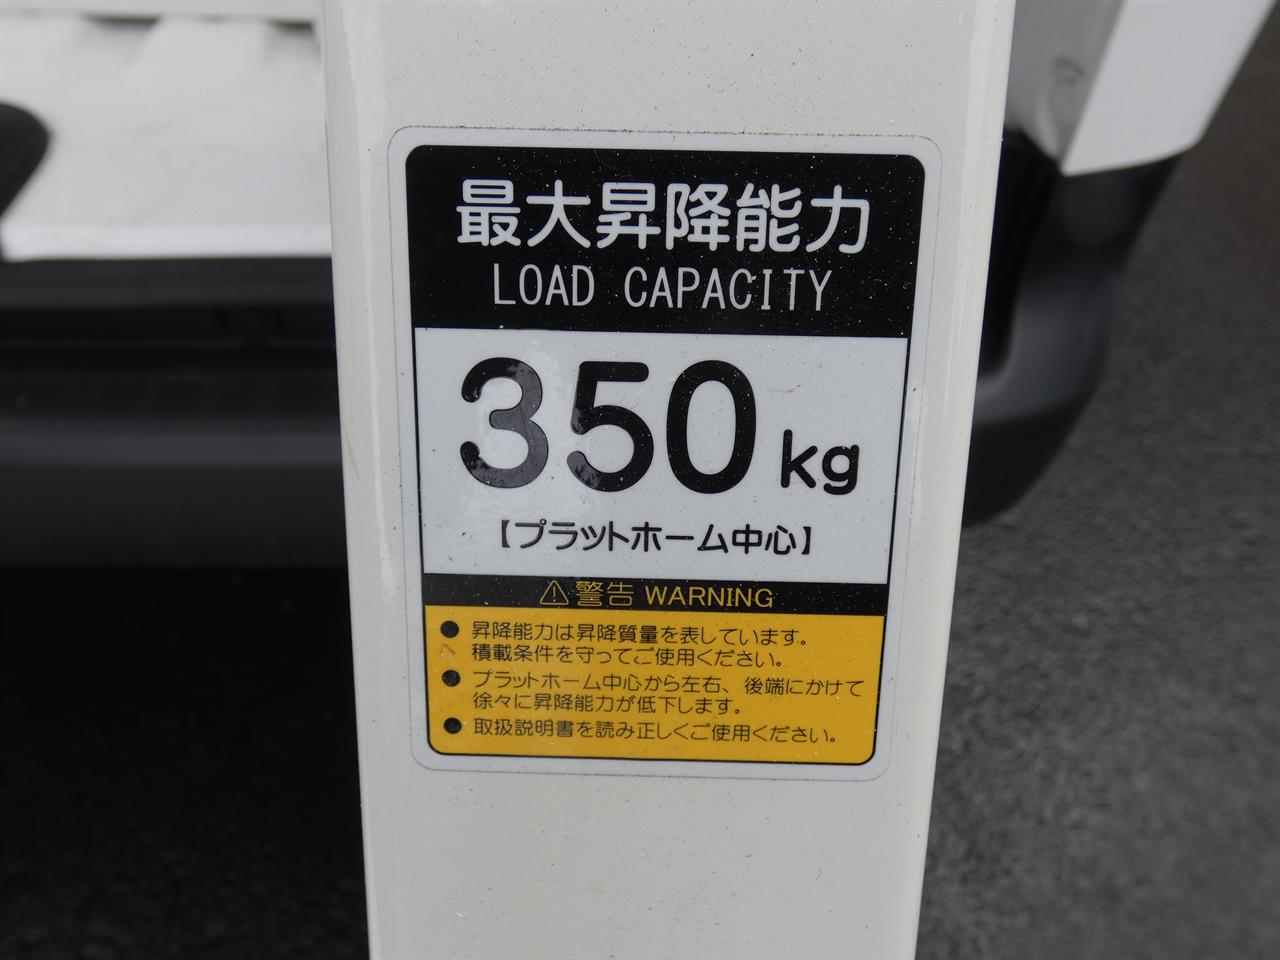 最大昇降能力
LOAD CAPACITY
350 kg
【プラットホーム中心】
⚠警告 WARNING
● 昇降能力は昇降質量を表しています。
積載条件を守ってご使用ください。
● プラットホーム中心から左右、後端にかけて
徐々に昇降能力が低下します。
● 取扱説明書を読み正しくご使用ください。